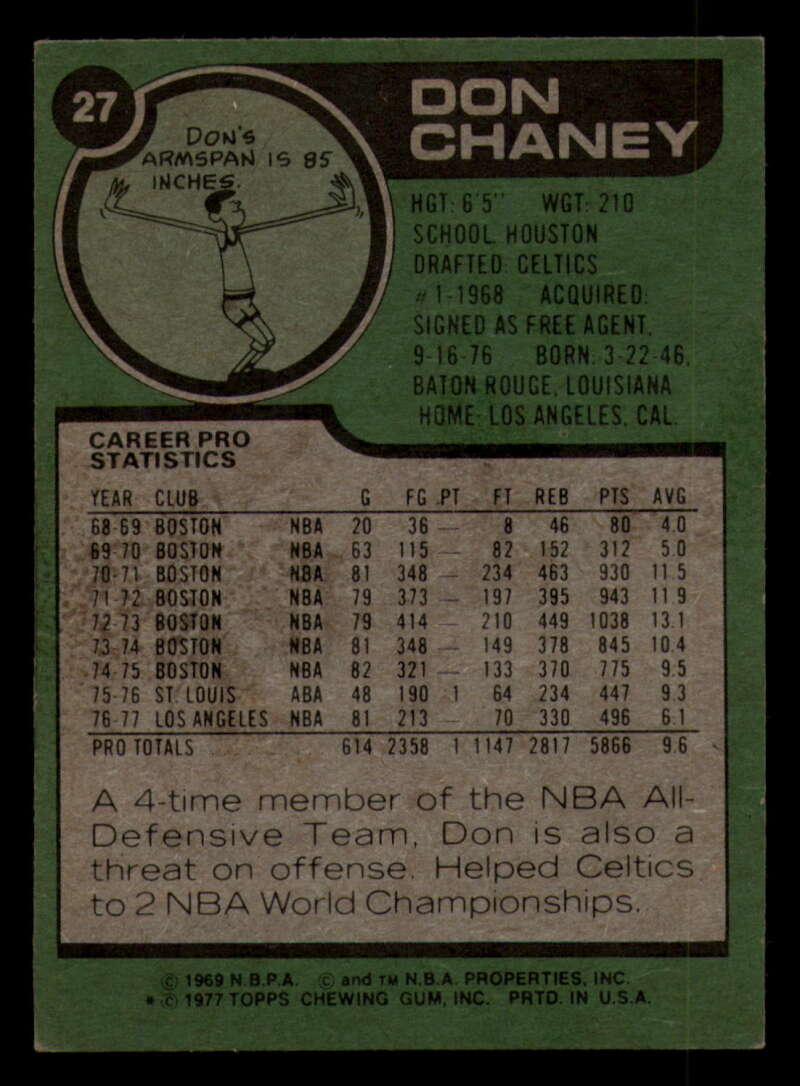 27
DON
CHANEY
DON'S
ARMSPAN IS 85
INCHES.
HGT: 6'5" WGT: 210
SCHOOL: HOUSTON
DRAFTED: CELTICS
#1-1968 ACQUIRED:
SIGNED AS FREE AGENT,
9-16-76 BORN: 3-22-46,
BATON ROUGE, LOUISIANA
HOME: LOS ANGELES, CAL.
CAREER PRO
STATISTICS
YEAR CLUB G FG .PT FT REB PTS AVG
68-69 BOSTON NBA 20 36 — 8 46 80 4.0
69-70 BOSTON NBA 63 115 — 82 152 312 5.0
70-71 BOSTON NBA 81 348 — 234 463 930 11.5
71-72 BOSTON NBA 79 373 — 197 395 943 11.9
72-73 BOSTON NBA 79 414 — 210 449 1038 13.1
73-74 BOSTON NBA 81 348 — 149 378 845 10.4
74-75 BOSTON NBA 82 321 — 133 370 775 9.5
75-76 ST. LOUIS ABA 48 190 1 64 234 447 9.3
76-77 LOS ANGELES NBA 81 213 — 70 330 496 6.1
PRO TOTALS 614 2358 1 1147 2817 5866 9.6
A 4-time member of the NBA All-
Defensive Team, Don is also a
threat on offense. Helped Celtics
to 2 NBA World Championships.
© 1969 N.B.P.A. © and TM N.B.A. PROPERTIES, INC.
* © 1977 TOPPS CHEWING GUM, INC. PRTD. IN U.S.A.